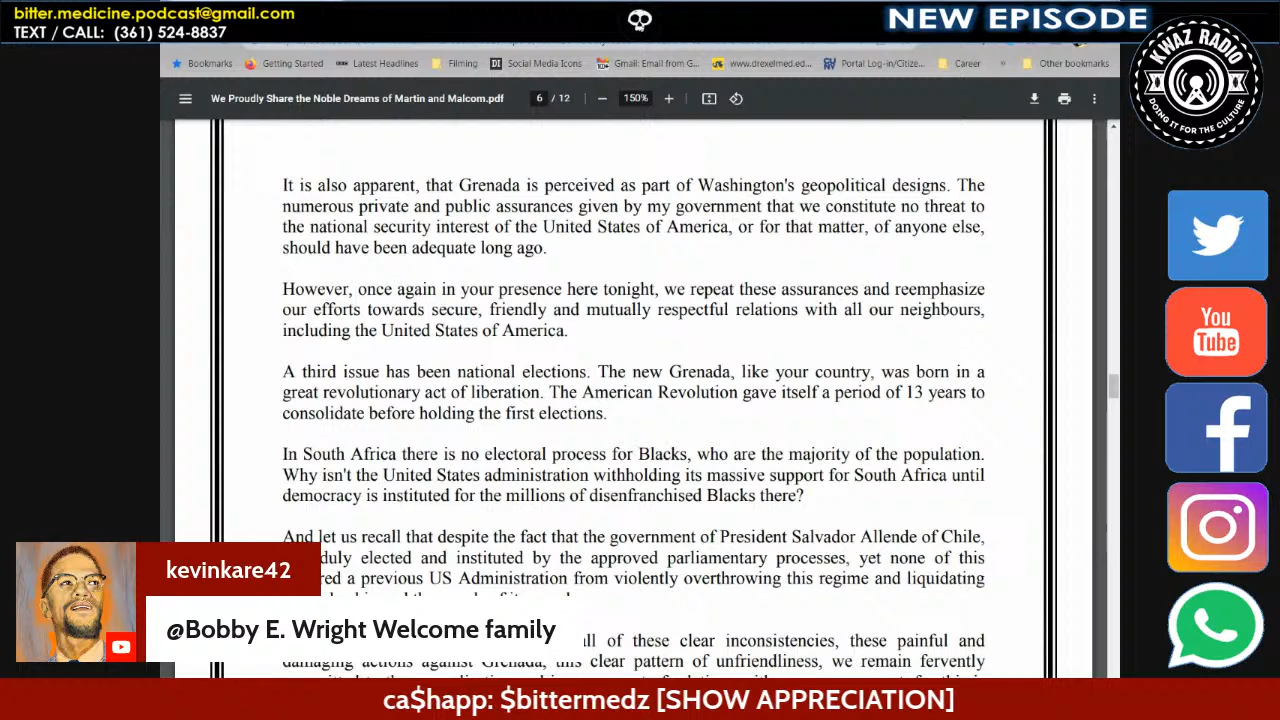 bitter.medicine.podcast@gmail.com
TEXT / CALL: (361) 524-8837
NEW EPISODE
KWAZ RADIO
DOING IT FOR THE CULTURE
Bookmarks
Getting Started
Latest Headlines
Filming
Social Media Icons
Gmail: Email from G...
www.drexelmed.ed...
Portal Log-in/Citize...
Career
»
Other bookmarks
We Proudly Share the Noble Dreams of Martin and Malcom.pdf
6 / 12
150%
It is also apparent, that Grenada is perceived as part of Washington's geopolitical designs. The
numerous private and public assurances given by my government that we constitute no threat to
the national security interest of the United States of America, or for that matter, of anyone else,
should have been adequate long ago.
However, once again in your presence here tonight, we repeat these assurances and reemphasize
our efforts towards secure, friendly and mutually respectful relations with all our neighbours,
including the United States of America.
A third issue has been national elections. The new Grenada, like your country, was born in a
great revolutionary act of liberation. The American Revolution gave itself a period of 13 years to
consolidate before holding the first elections.
In South Africa there is no electoral process for Blacks, who are the majority of the population.
Why isn't the United States administration withholding its massive support for South Africa until
democracy is instituted for the millions of disenfranchised Blacks there?
And let us recall that despite the fact that the government of President Salvador Allende of Chile,
duly elected and instituted by the approved parliamentary processes, yet none of this
a previous US Administration from violently overthrowing this regime and liquidating
of these clear inconsistencies, these painful and
damaging actions against Grenada, this clear pattern of unfriendliness, we remain fervently
kevinkare42
@Bobby E. Wright Welcome family
You
Tube
ca$happ: $bittermedz [SHOW APPRECIATION]